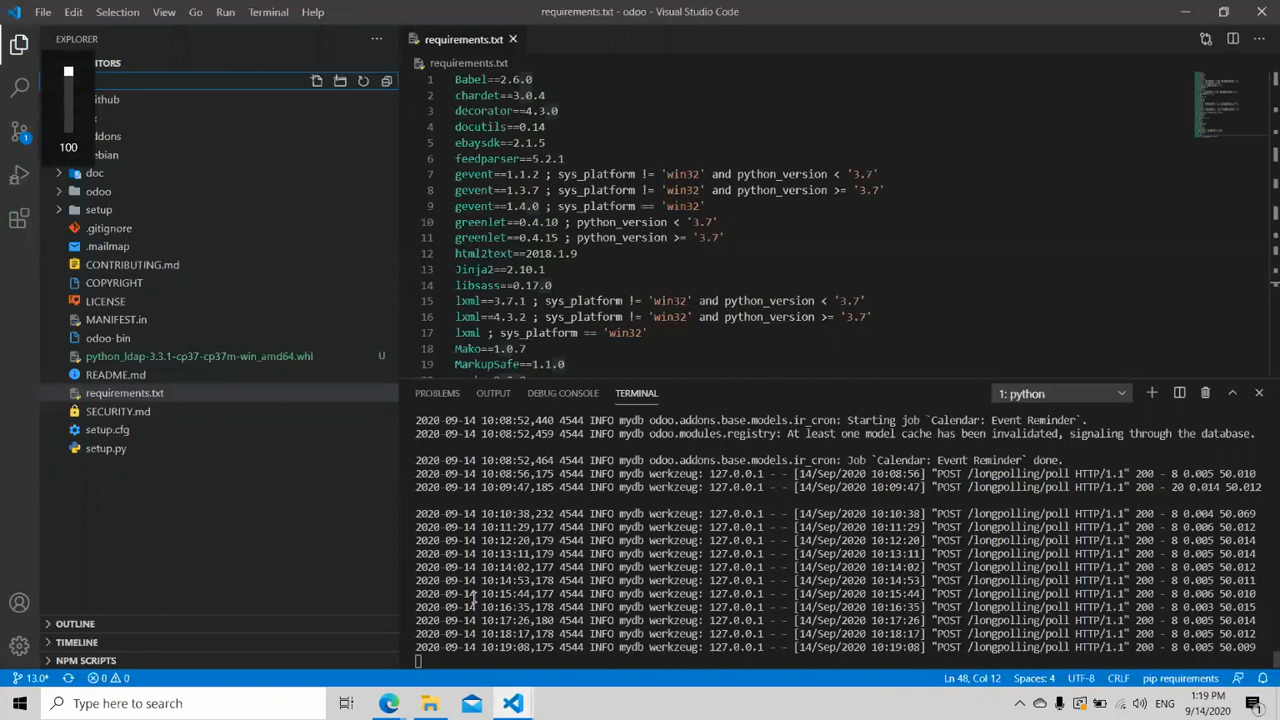 File Edit Selection View Go Run Terminal Help
requirements.txt - odoo - Visual Studio Code
EXPLORER
ITORS
100
ithub
ddons
ebian
doc
odoo
setup
.gitignore
.mailmap
CONTRIBUTING.md
COPYRIGHT
LICENSE
MANIFEST.in
odoo-bin
python_ldap-3.3.1-cp37-cp37m-win_amd64.whl U
README.md
requirements.txt
SECURITY.md
setup.cfg
setup.py
OUTLINE
TIMELINE
NPM SCRIPTS
requirements.txt
requirements.txt
1 Babel==2.6.0
2 chardet==3.0.4
3 decorator==4.3.0
4 docutils==0.14
5 ebaysdk==2.1.5
6 feedparser==5.2.1
7 gevent==1.1.2 ; sys_platform != 'win32' and python_version < '3.7'
8 gevent==1.3.7 ; sys_platform != 'win32' and python_version >= '3.7'
9 gevent==1.4.0 ; sys_platform == 'win32'
10 greenlet==0.4.10 ; python_version < '3.7'
11 greenlet==0.4.15 ; python_version >= '3.7'
12 html2text==2018.1.9
13 Jinja2==2.10.1
14 libsass==0.17.0
15 lxml==3.7.1 ; sys_platform != 'win32' and python_version < '3.7'
16 lxml==4.3.2 ; sys_platform != 'win32' and python_version >= '3.7'
17 lxml ; sys_platform == 'win32'
18 Mako==1.0.7
19 MarkupSafe==1.1.0
PROBLEMS OUTPUT DEBUG CONSOLE TERMINAL 1: python
2020-09-14 10:08:52,440 4544 INFO mydb odoo.addons.base.models.ir_cron: Starting job `Calendar: Event Reminder`.
2020-09-14 10:08:52,459 4544 INFO mydb odoo.modules.registry: At least one model cache has been invalidated, signaling through the database.
2020-09-14 10:08:52,464 4544 INFO mydb odoo.addons.base.models.ir_cron: Job `Calendar: Event Reminder` done.
2020-09-14 10:08:56,175 4544 INFO mydb werkzeug: 127.0.0.1 - - [14/Sep/2020 10:08:56] "POST /longpolling/poll HTTP/1.1" 200 - 8 0.005 50.010
2020-09-14 10:09:47,185 4544 INFO mydb werkzeug: 127.0.0.1 - - [14/Sep/2020 10:09:47] "POST /longpolling/poll HTTP/1.1" 200 - 20 0.014 50.012
2020-09-14 10:10:38,232 4544 INFO mydb werkzeug: 127.0.0.1 - - [14/Sep/2020 10:10:38] "POST /longpolling/poll HTTP/1.1" 200 - 8 0.004 50.069
2020-09-14 10:11:29,177 4544 INFO mydb werkzeug: 127.0.0.1 - - [14/Sep/2020 10:11:29] "POST /longpolling/poll HTTP/1.1" 200 - 8 0.006 50.012
2020-09-14 10:12:20,179 4544 INFO mydb werkzeug: 127.0.0.1 - - [14/Sep/2020 10:12:20] "POST /longpolling/poll HTTP/1.1" 200 - 8 0.005 50.014
2020-09-14 10:13:11,179 4544 INFO mydb werkzeug: 127.0.0.1 - - [14/Sep/2020 10:13:11] "POST /longpolling/poll HTTP/1.1" 200 - 8 0.005 50.014
2020-09-14 10:14:02,177 4544 INFO mydb werkzeug: 127.0.0.1 - - [14/Sep/2020 10:14:02] "POST /longpolling/poll HTTP/1.1" 200 - 8 0.005 50.012
2020-09-14 10:14:53,178 4544 INFO mydb werkzeug: 127.0.0.1 - - [14/Sep/2020 10:14:53] "POST /longpolling/poll HTTP/1.1" 200 - 8 0.005 50.011
2020-09-14 10:15:44,177 4544 INFO mydb werkzeug: 127.0.0.1 - - [14/Sep/2020 10:15:44] "POST /longpolling/poll HTTP/1.1" 200 - 8 0.006 50.010
2020-09-14 10:16:35,178 4544 INFO mydb werkzeug: 127.0.0.1 - - [14/Sep/2020 10:16:35] "POST /longpolling/poll HTTP/1.1" 200 - 8 0.003 50.015
2020-09-14 10:17:26,180 4544 INFO mydb werkzeug: 127.0.0.1 - - [14/Sep/2020 10:17:26] "POST /longpolling/poll HTTP/1.1" 200 - 8 0.005 50.014
2020-09-14 10:18:17,178 4544 INFO mydb werkzeug: 127.0.0.1 - - [14/Sep/2020 10:18:17] "POST /longpolling/poll HTTP/1.1" 200 - 8 0.005 50.012
2020-09-14 10:19:08,175 4544 INFO mydb werkzeug: 127.0.0.1 - - [14/Sep/2020 10:19:08] "POST /longpolling/poll HTTP/1.1" 200 - 8 0.005 50.009
13.0* 0 0 Ln 48, Col 12 Spaces: 4 UTF-8 CRLF pip requirements
Type here to search
ENG
1:19 PM
9/14/2020